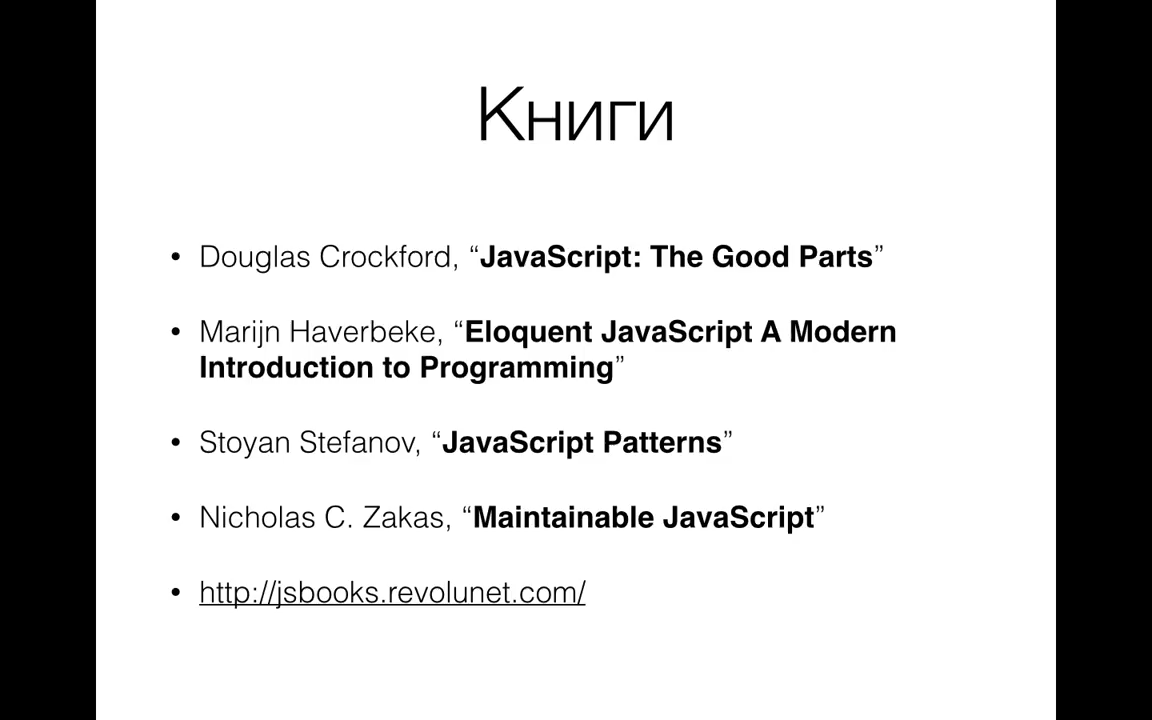 Книги
• Douglas Crockford, “JavaScript: The Good Parts”
• Marijn Haverbeke, “Eloquent JavaScript A Modern
Introduction to Programming”
• Stoyan Stefanov, “JavaScript Patterns”
• Nicholas C. Zakas, “Maintainable JavaScript”
• http://jsbooks.revolunet.com/